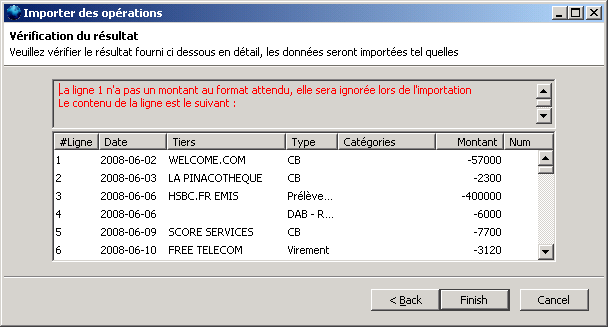 Importer des opérations
Vérification du résultat
Veuillez vérifier le résultat fourni ci dessous en détail, les données seront importées tel quelles
La ligne 1 n'a pas un montant au format attendu, elle sera ignorée lors de l'importation
Le contenu de la ligne est le suivant :
#Ligne Date Tiers Type Catégories Montant Num
1 2008-06-02 WELCOME.COM CB -57000
2 2008-06-03 LA PINACOTHEQUE CB -2300
3 2008-06-06 HSBC.FR EMIS Prélève... -400000
4 2008-06-06 DAB - R... -6000
5 2008-06-09 SCORE SERVICES CB -7700
6 2008-06-10 FREE TELECOM Virement -3120
< Back Finish Cancel